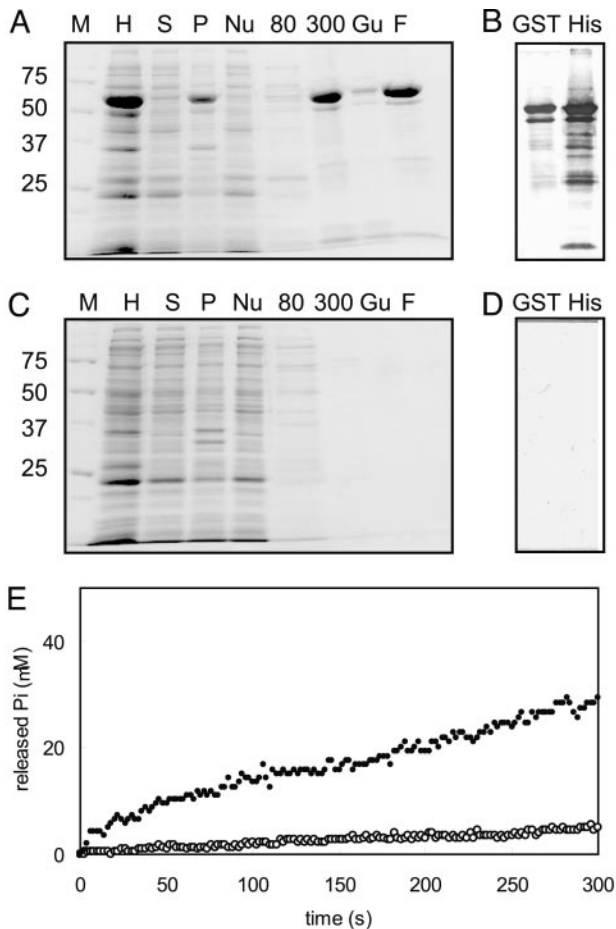 A M H S P Nu 80 300 Gu F
75
50
37
25
B GST His
C M H S P Nu 80 300 Gu F
75
50
37
25
D GST His
E
released Pi (mM)
40
20
0
0 50 100 150 200 250 300
time (s)